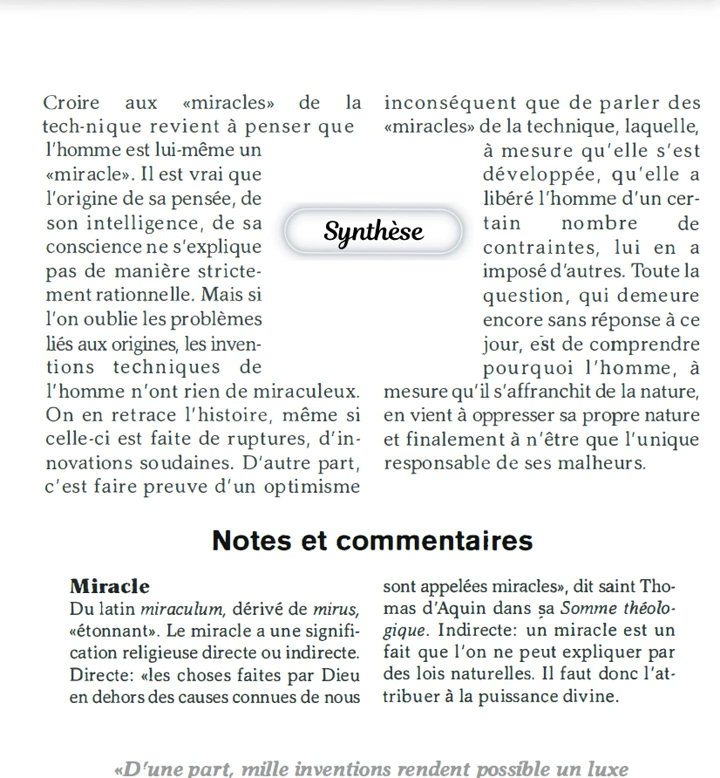 Croire aux «miracles» de la
tech-nique revient à penser que
l'homme est lui-même un
«miracle». Il est vrai que
l'origine de sa pensée, de
son intelligence, de sa
conscience ne s'explique
pas de manière stricte-
ment rationnelle. Mais si
l'on oublie les problèmes
liés aux origines, les inven-
tions techniques de
l'homme n'ont rien de miraculeux.
On en retrace l'histoire, même si
celle-ci est faite de ruptures, d'in-
novations soudaines. D'autre part,
c'est faire preuve d'un optimisme
Synthèse
inconséquent que de parler des
«miracles» de la technique, laquelle,
à mesure qu'elle s'est
développée, qu'elle a
libéré l'homme d'un cer-
tain nombre de
contraintes, lui en a
imposé d'autres. Toute la
question, qui demeure
encore sans réponse à ce
jour, est de comprendre
pourquoi l'homme, à
mesure qu'il s'affranchit de la nature,
en vient à oppresser sa propre nature
et finalement à n'être que l'unique
responsable de ses malheurs.
Notes et commentaires
Miracle
Du latin miraculum, dérivé de mirus,
«étonnant». Le miracle a une signifi-
cation religieuse directe ou indirecte.
Directe: «les choses faites par Dieu
en dehors des causes connues de nous
sont appelées miracles», dit saint Tho-
mas d'Aquin dans sa Somme théolo-
gique. Indirecte: un miracle est un
fait que l'on ne peut expliquer par
des lois naturelles. Il faut donc l'at-
tribuer à la puissance divine.
«D'une part, mille inventions rendent possible un luxe